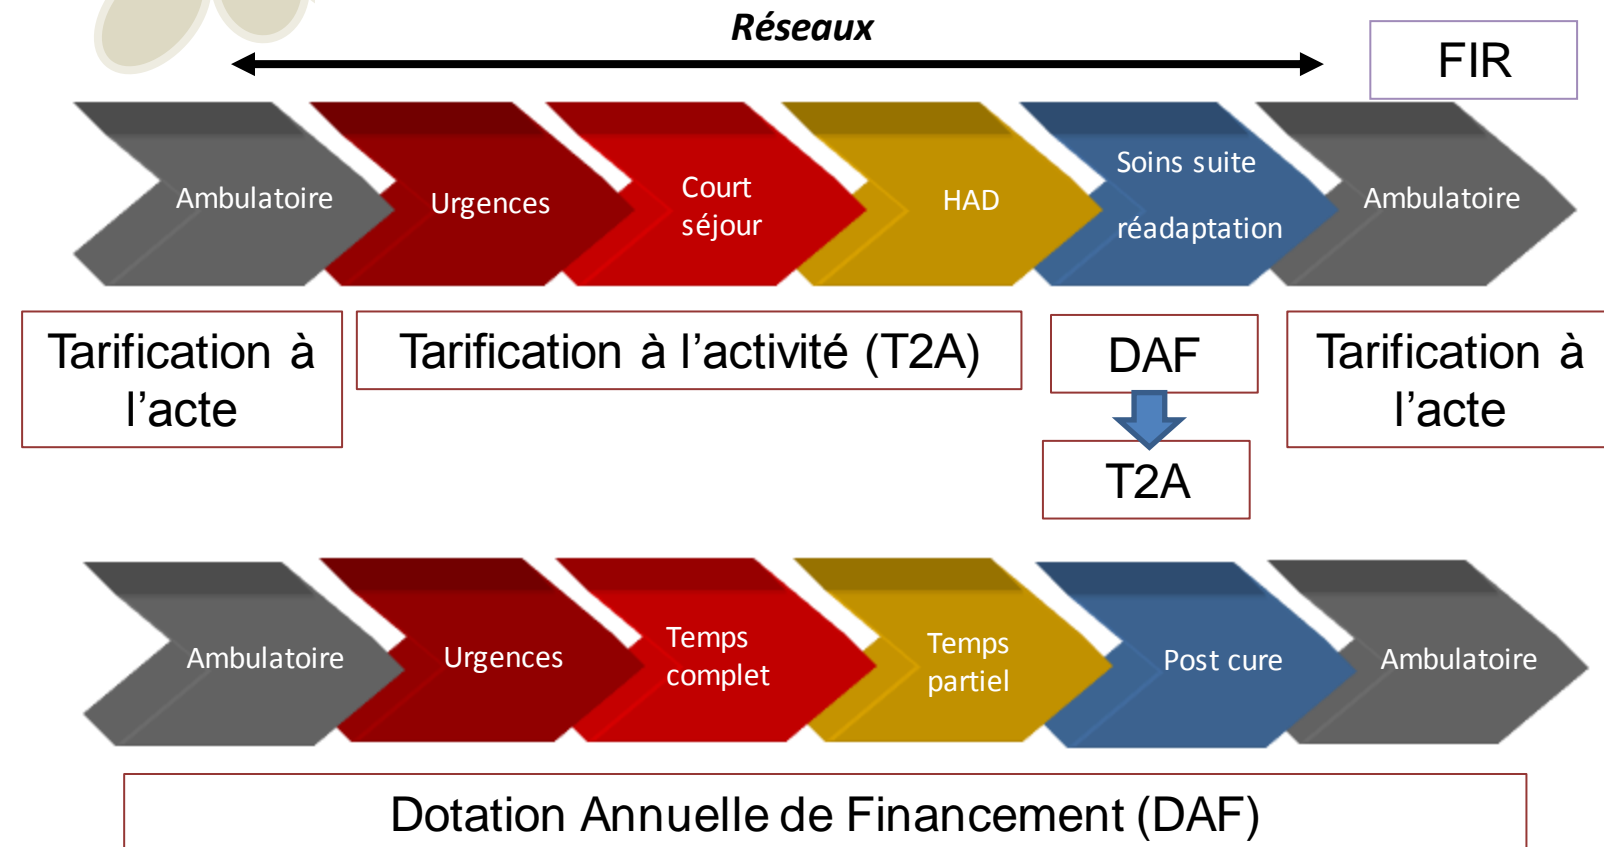 Réseaux
FIR
Ambulatoire
Urgences
Court
séjour
HAD
Soins suite
réadaptation
Ambulatoire
Tarification à
l’acte
Tarification à l’activité (T2A)
DAF
T2A
Tarification à
l’acte
Ambulatoire
Urgences
Temps
complet
Temps
partiel
Post cure
Ambulatoire
Dotation Annuelle de Financement (DAF)